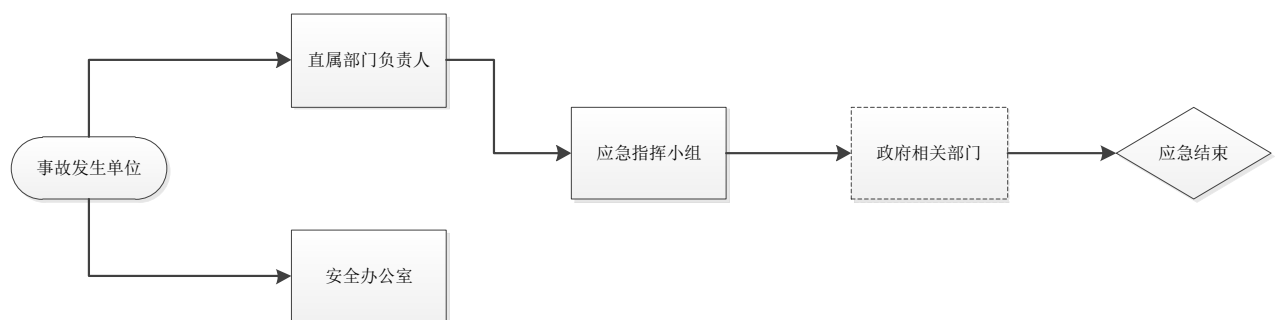 直属部门负责人
应急指挥小组
政府相关部门
应急结束
事故发生单位
安全办公室